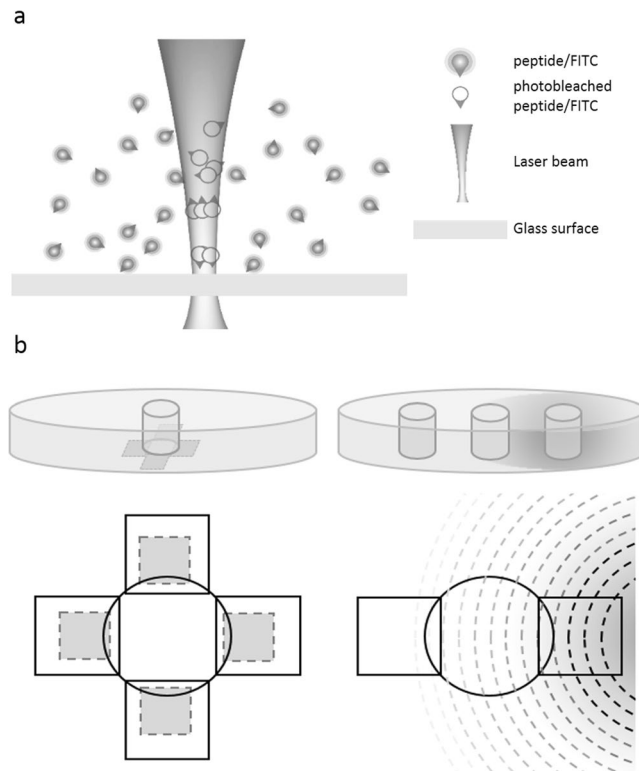 a
peptide/FITC
photobleached
peptide/FITC
Laser beam
Glass surface
b